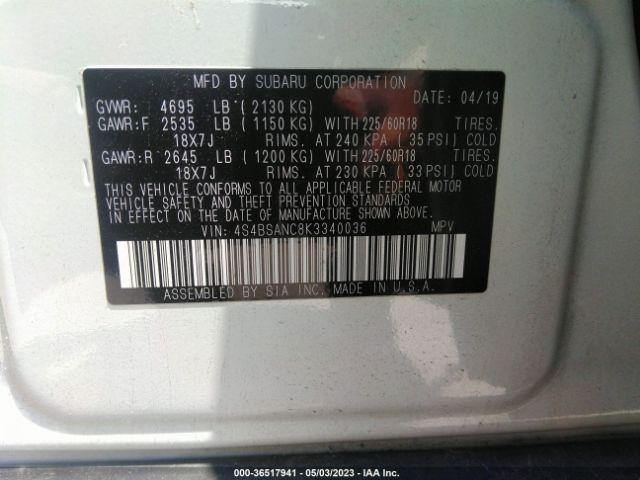 MFD BY SUBARU CORPORATION
DATE: 04/19
GVWR: 4695 LB ( 2130 KG)
GAWR:F 2535 LB ( 1150 KG) WITH 225/60R18 TIRES.
18X7J RIMS. AT 240 KPA ( 35 PSI) COLD
GAWR:R 2645 LB ( 1200 KG) WITH 225/60R18 TIRES.
18X7J RIMS. AT 230 KPA ( 33 PSI) COLD
THIS VEHICLE CONFORMS TO ALL APPLICABLE FEDERAL MOTOR
VEHICLE SAFETY AND THEFT PREVENTION STANDARDS
IN EFFECT ON THE DATE OF MANUFACTURE SHOWN ABOVE.
VIN: 4S4BSANC8K3340036 MPV
ASSEMBLED BY SIA INC. MADE IN U.S.A.
000-36517941 - 05/03/2023 - IAA Inc.